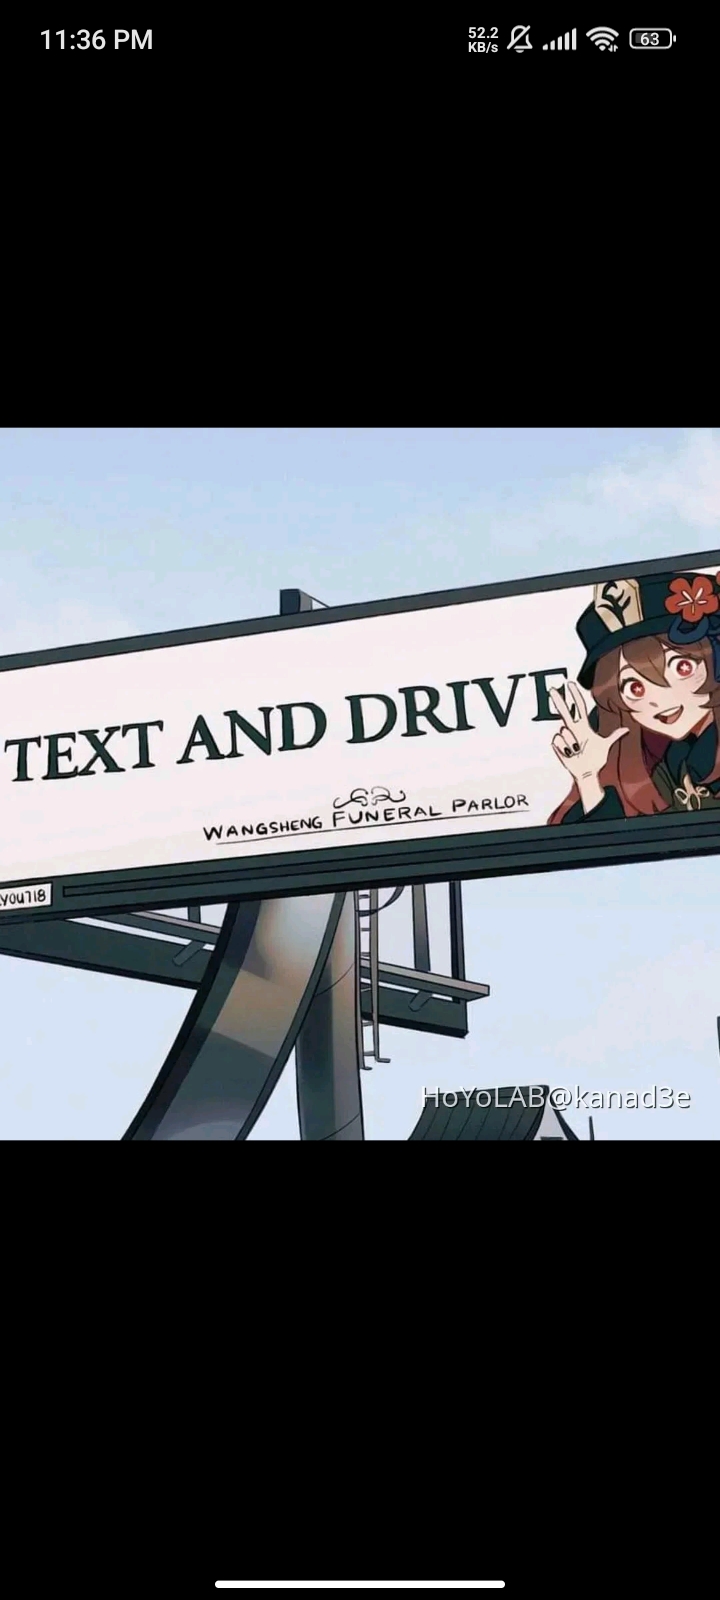 11:36 PM
52.2
KB/s
63
TEXT AND DRIVE
WANGSHENG FUNERAL PARLOR
YOU718
HoYoLAB@kanad3e